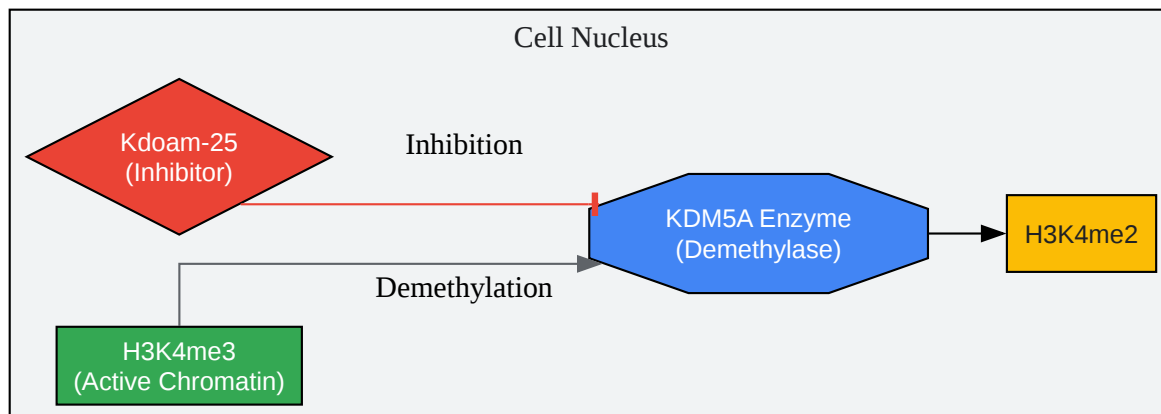 Cell Nucleus
Kdoam-25
(Inhibitor)
Inhibition
KDM5A Enzyme
(Demethylase)
H3K4me2
Demethylation
H3K4me3
(Active Chromatin)